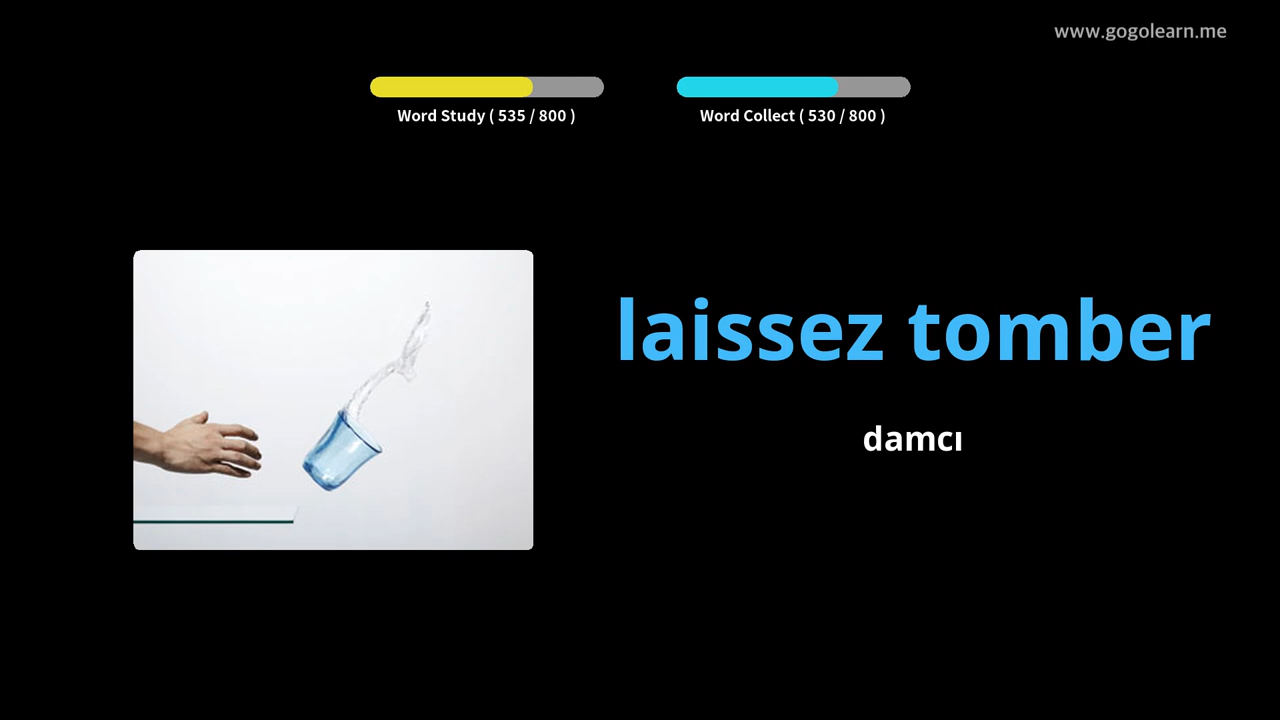 www.gogolearn.me
Word Study ( 535 / 800 )
Word Collect ( 530 / 800 )
laissez tomber
damcı